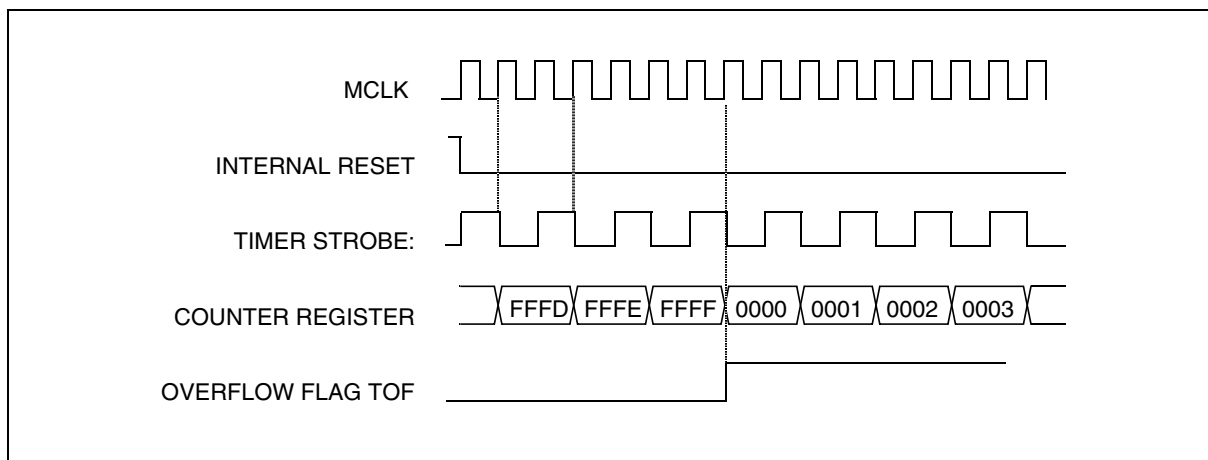 MCLK
INTERNAL RESET
TIMER STROBE:
COUNTER REGISTER FFFD FFFE FFFF 0000 0001 0002 0003
OVERFLOW FLAG TOF